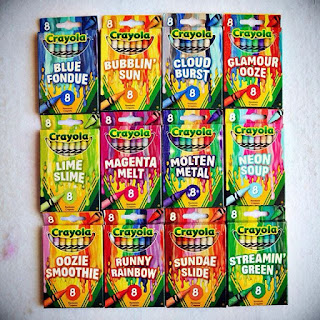 8
Crayola
BLUE
FONDUE
8
8
Crayola
BUBBLIN'
SUN
8
8
Crayola
CLOUD
BURST
8
8
Crayola
GLAMOUR
OOZE
8
8
Crayola
LIME
SLIME
8
8
Crayola
MAGENTA
MELT
8
8
Crayola
MOLTEN
METAL
8
8
Crayola
NEON
SOUP
8
8
Crayola
OOZIE
SMOOTHIE
8
8
Crayola
RUNNY
RAINBOW
8
8
Crayola
SUNDAE
SLIDE
8
8
Crayola
STREAMIN'
GREEN
8